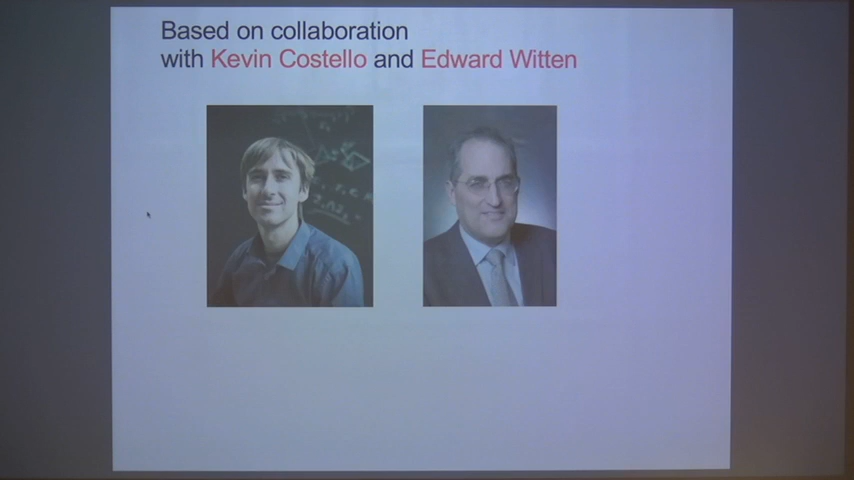 Based on collaboration
with Kevin Costello and Edward Witten